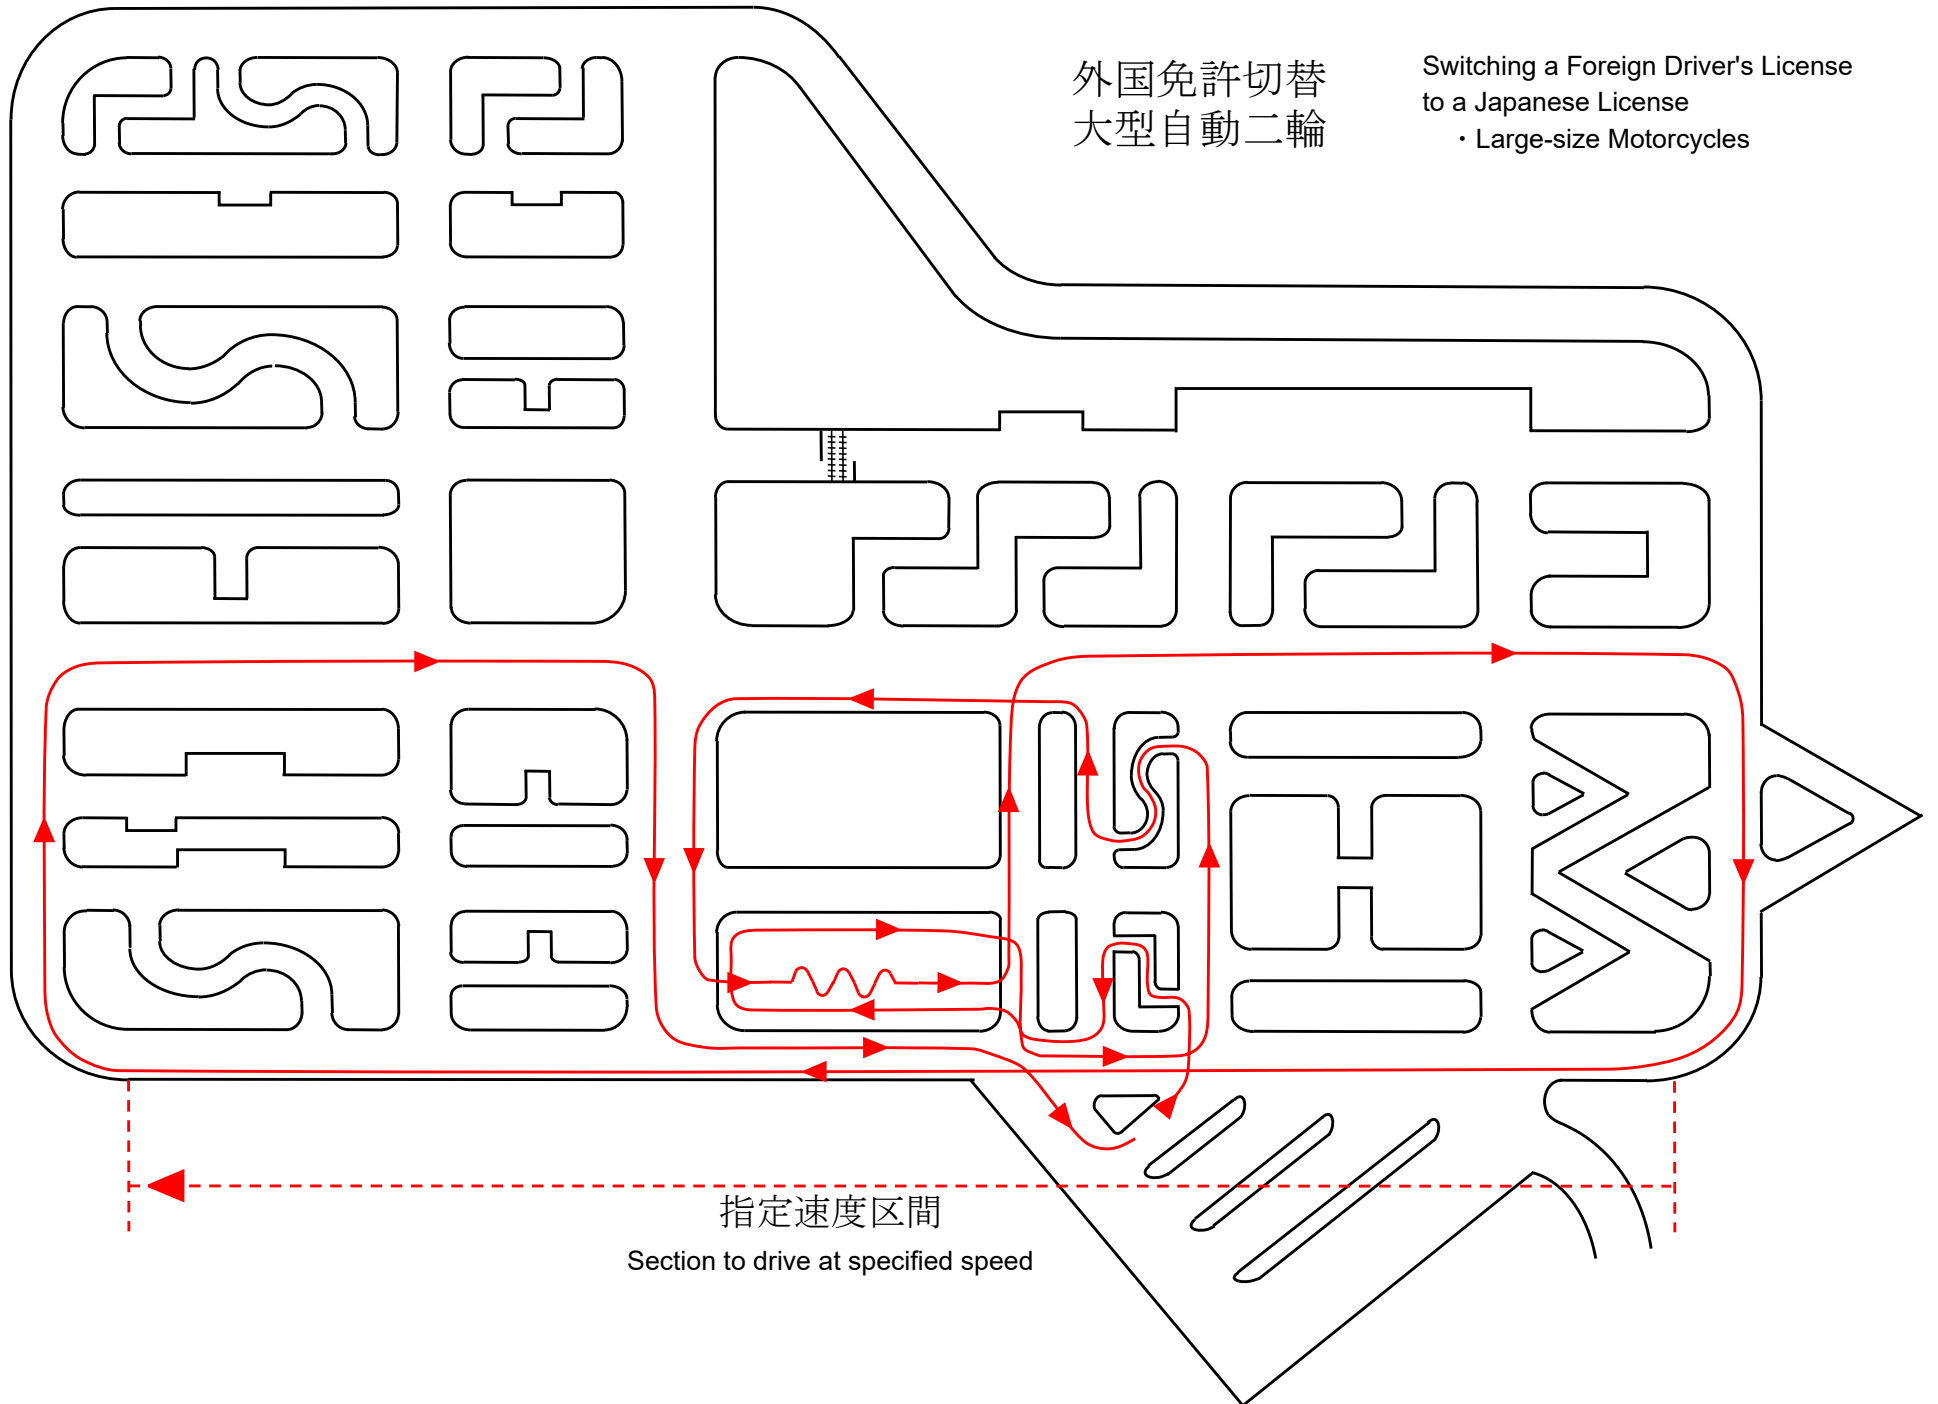 外国免許切替
大型自動二輪
Switching a Foreign Driver's License
to a Japanese License
・Large-size Motorcycles
指定速度区間
Section to drive at specified speed